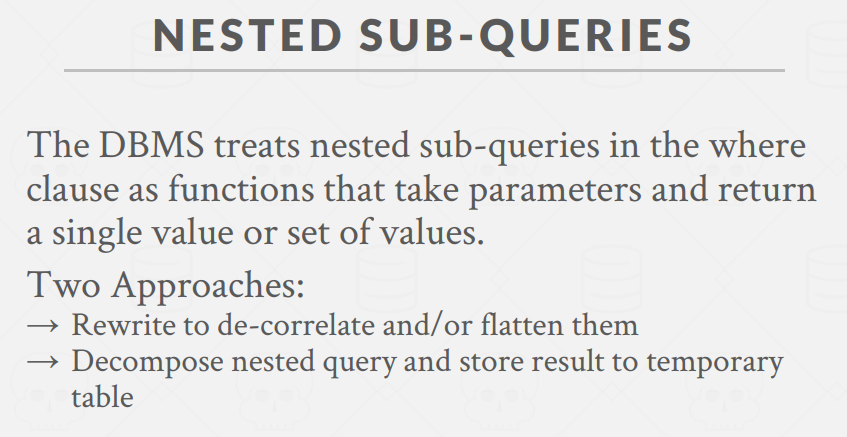 NESTED SUB-QUERIES
The DBMS treats nested sub-queries in the where
clause as functions that take parameters and return
a single value or set of values.
Two Approaches:
→ Rewrite to de-correlate and/or flatten them
→ Decompose nested query and store result to temporary
table